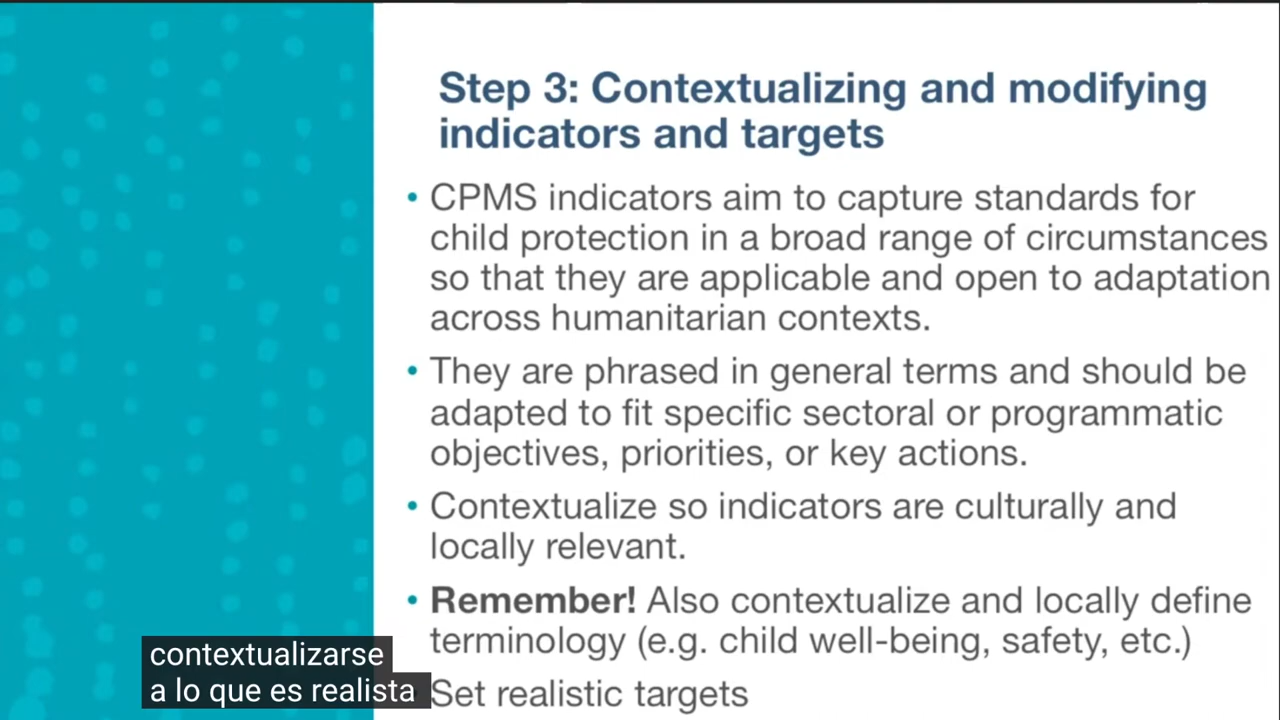 Step 3: Contextualizing and modifying
indicators and targets
• CPMS indicators aim to capture standards for
child protection in a broad range of circumstances
so that they are applicable and open to adaptation
across humanitarian contexts.
• They are phrased in general terms and should be
adapted to fit specific sectoral or programmatic
objectives, priorities, or key actions.
• Contextualize so indicators are culturally and
locally relevant.
• Remember! Also contextualize and locally define
terminology (e.g. child well-being, safety, etc.)
Set realistic targets
contextualizarse
a lo que es realista